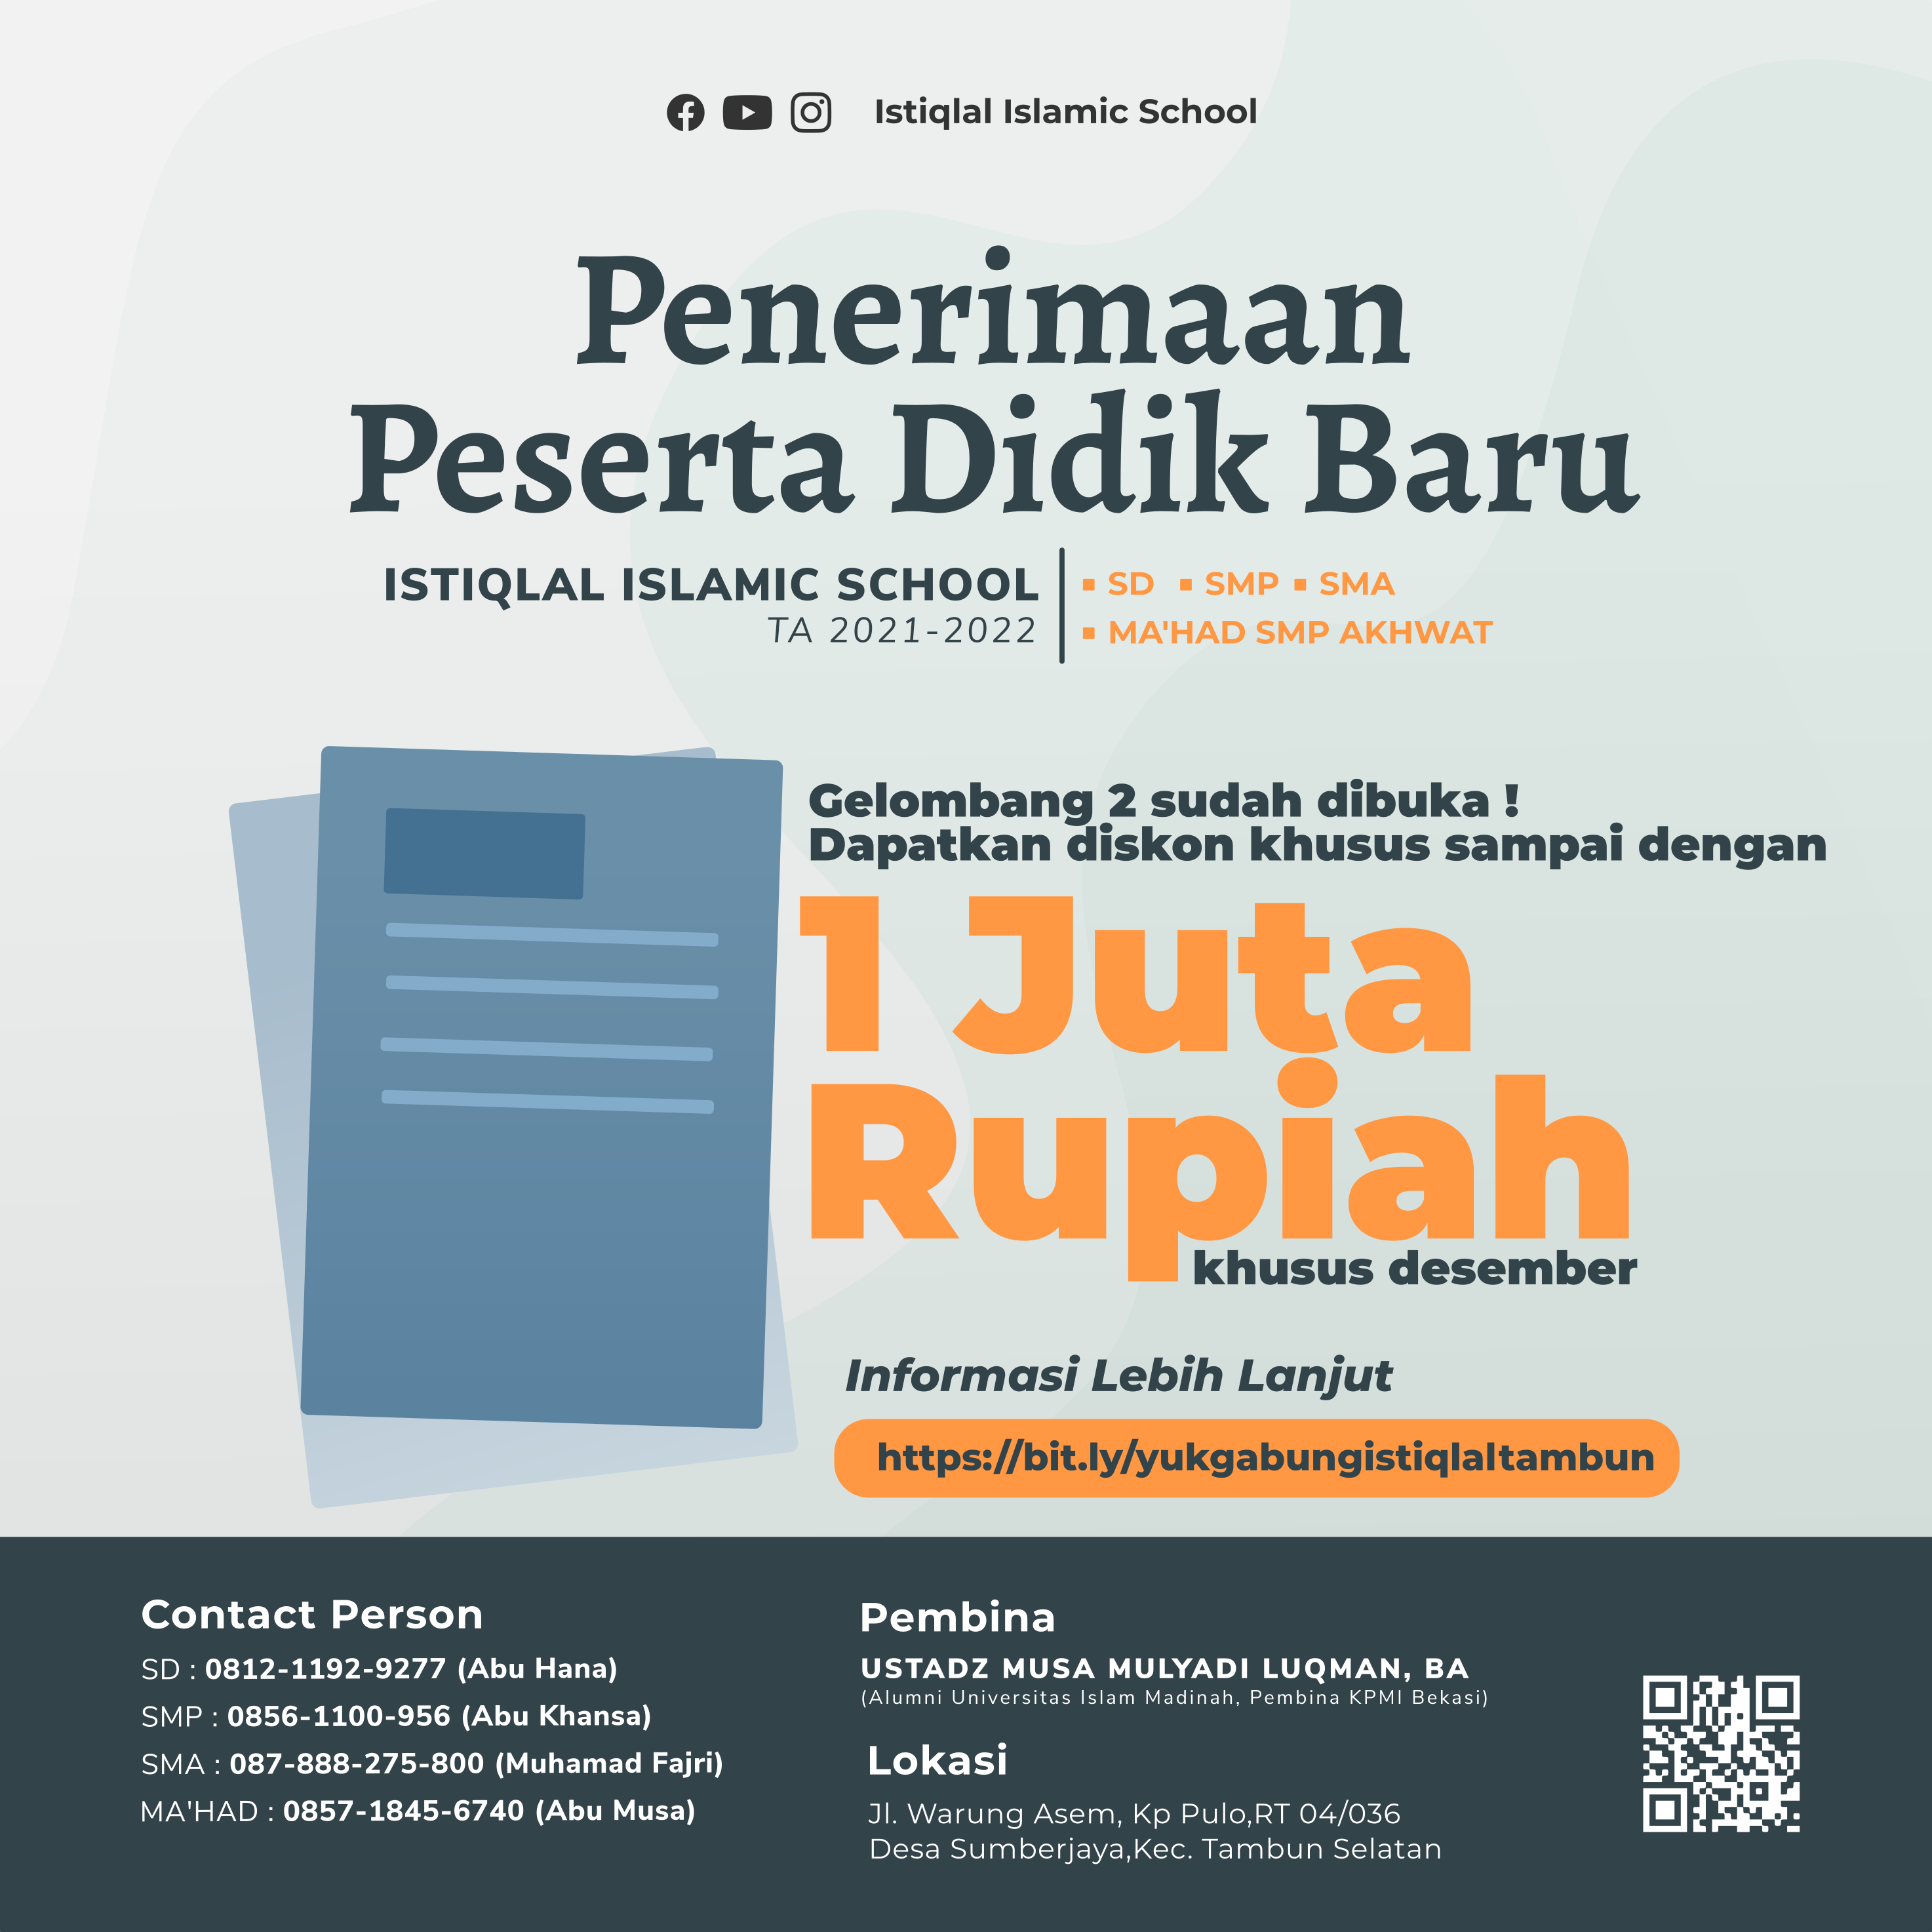 Istiqlal Islamic School
Penerimaan
Peserta Didik Baru
ISTIQLAL ISLAMIC SCHOOL
TA 2021-2022
▪ SD ▪ SMP ▪ SMA
▪ MA'HAD SMP AKHWAT
Gelombang 2 sudah dibuka !
Dapatkan diskon khusus sampai dengan
1 Juta
Rupiah
khusus desember
Informasi Lebih Lanjut
https://bit.ly/yukgabungistiqlaltambun
Contact Person
SD : 0812-1192-9277 (Abu Hana)
SMP : 0856-1100-956 (Abu Khansa)
SMA : 087-888-275-800 (Muhamad Fajri)
MA'HAD : 0857-1845-6740 (Abu Musa)
Pembina
USTADZ MUSA MULYADI LUQMAN, BA
(Alumni Universitas Islam Madinah, Pembina KPMI Bekasi)
Lokasi
Jl. Warung Asem, Kp Pulo,RT 04/036
Desa Sumberjaya,Kec. Tambun Selatan